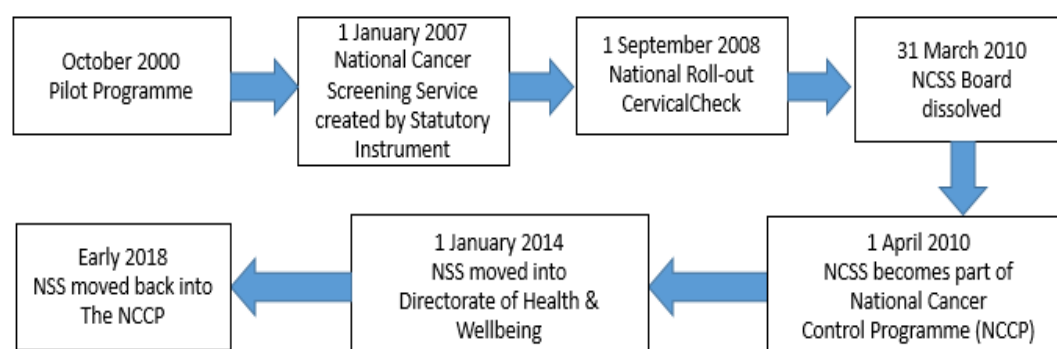 October 2000
Pilot Programme
1 January 2007
National Cancer
Screening Service
created by Statutory
Instrument
1 September 2008
National Roll-out
CervicalCheck
31 March 2010
NCSS Board
dissolved
1 April 2010
NCSS becomes part of
National Cancer
Control Programme (NCCP)
1 January 2014
NSS moved into
Directorate of Health &
Wellbeing
Early 2018
NSS moved back into
The NCCP